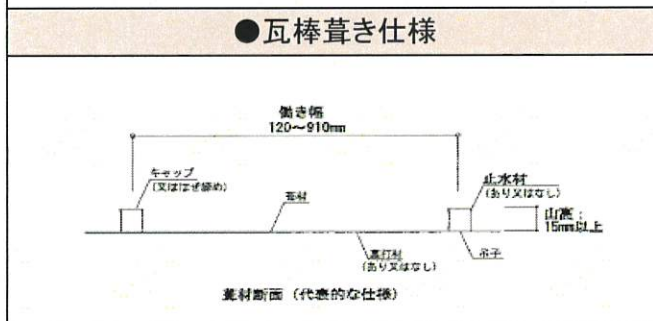 ●瓦棒葺き仕様
働き幅
120～910mm
キャップ
(又ははぜ締め)
葺材
止水材
(あり又はなし)
山高：
15mm以上
裏打材
(あり又はなし)
吊子
葺材断面（代表的な仕様）